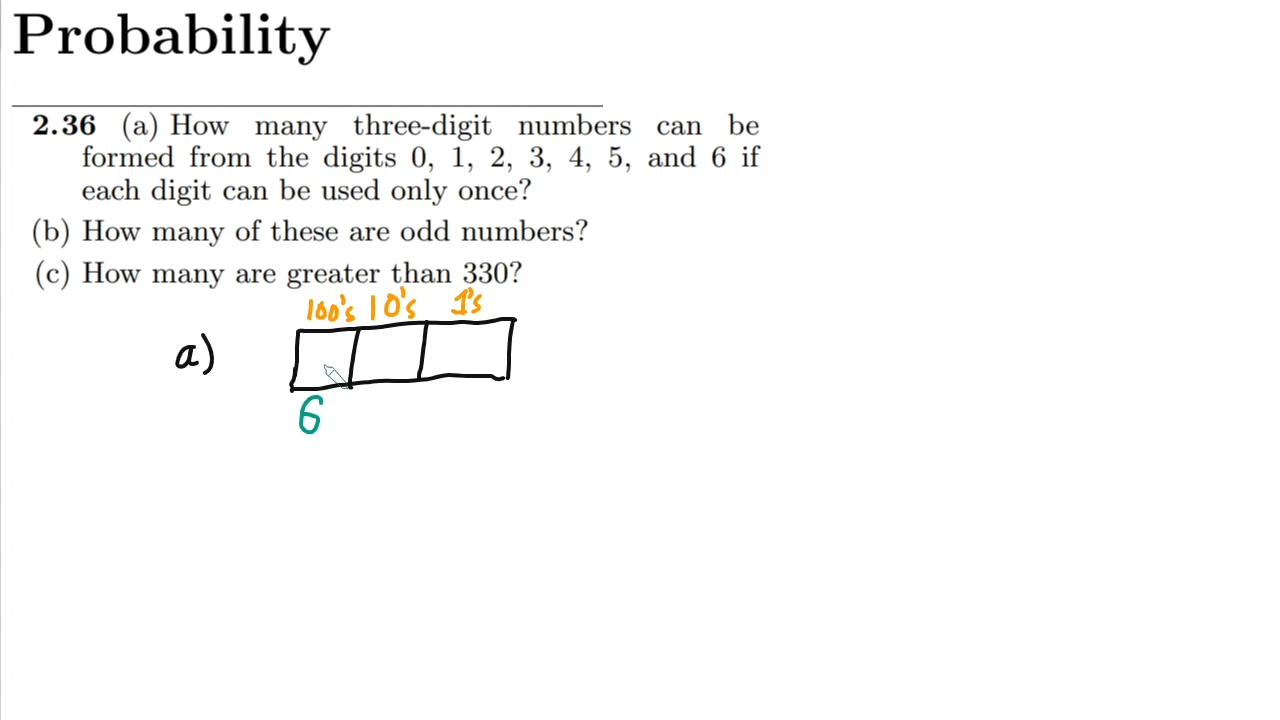 Probability
2.36 (a) How many three-digit numbers can be
formed from the digits 0, 1, 2, 3, 4, 5, and 6 if
each digit can be used only once?
(b) How many of these are odd numbers?
(c) How many are greater than 330?
100's 10's 1's
a)
6